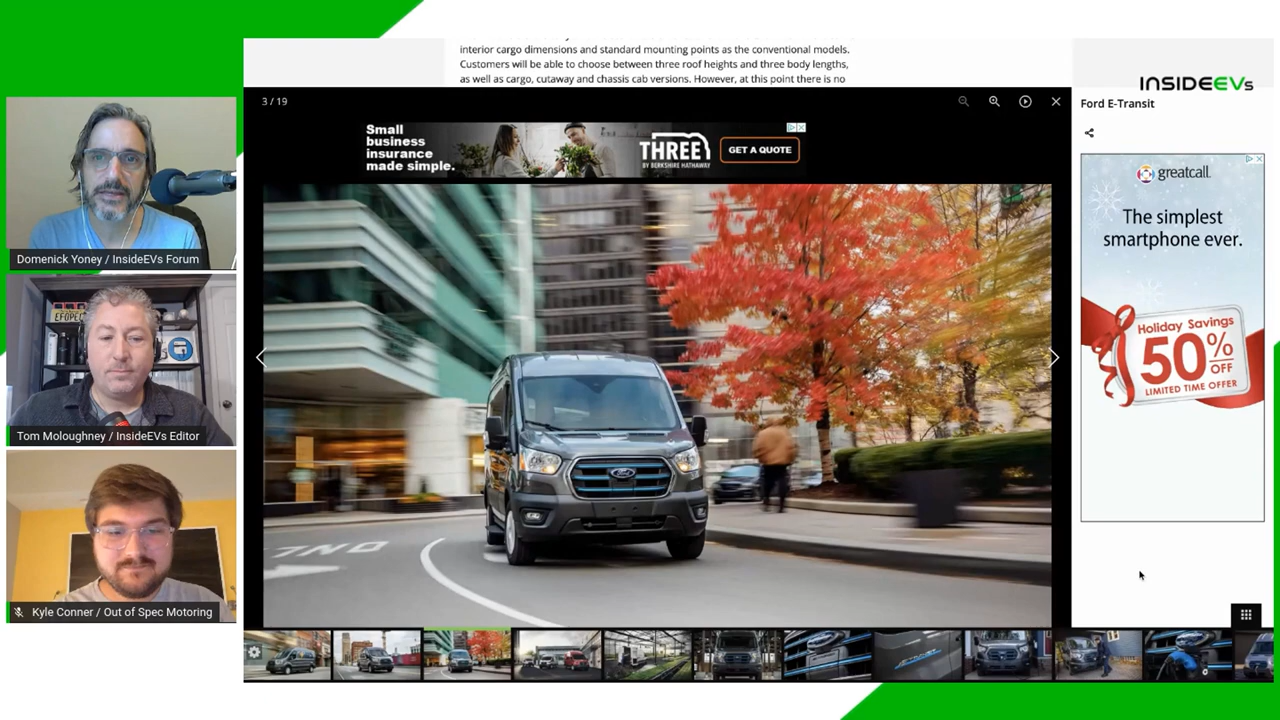 interior cargo dimensions and standard mounting points as the conventional models.
Customers will be able to choose between three roof heights and three body lengths,
as well as cargo, cutaway and chassis cab versions. However, at this point there is no
INSIDEEVs
3 / 19
Ford E-Transit
Small
business
insurance
made simple.
THREE
BY BERKSHIRE HATHAWAY
GET A QUOTE
greatcall.
The simplest
smartphone ever.
Holiday Savings
50% OFF
LIMITED TIME OFFER
Domenick Yoney / InsideEVs Forum
Tom Moloughney / InsideEVs Editor
Kyle Conner / Out of Spec Motoring
Ford
ONLY